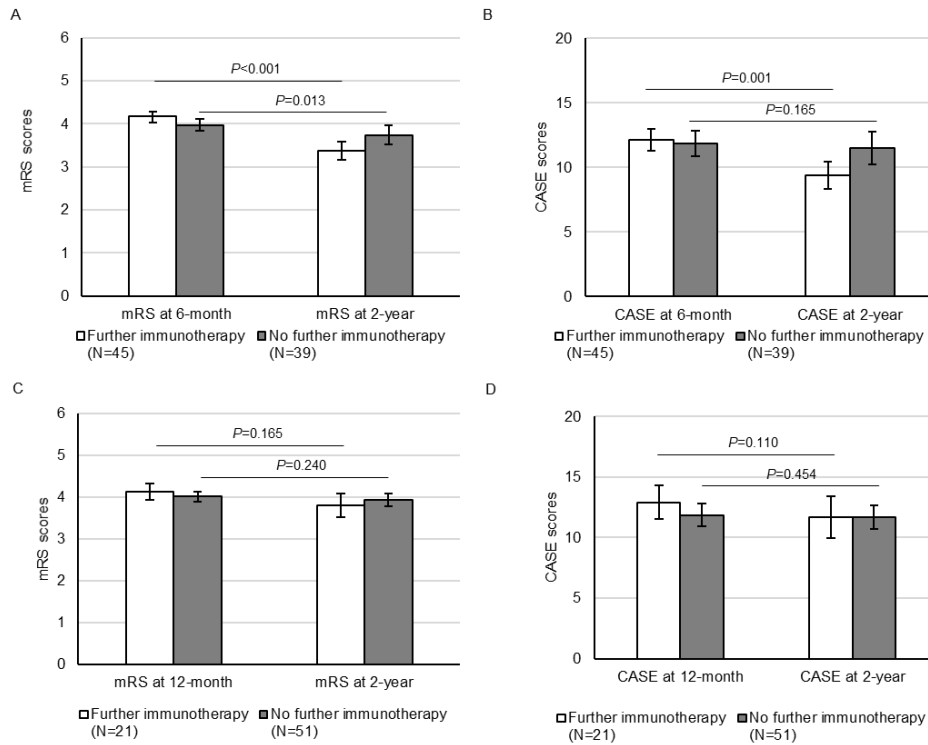 A
6
5
4
3
2
1
0
mRS scores
P<0.001
P=0.013
mRS at 6-month
mRS at 2-year
Further immunotherapy
(N=45)
No further immunotherapy
(N=39)
B
20
15
10
5
0
CASE scores
P=0.001
P=0.165
CASE at 6-month
CASE at 2-year
Further immunotherapy
(N=45)
No further immunotherapy
(N=39)
C
6
5
4
3
2
1
0
mRS scores
P=0.165
P=0.240
mRS at 12-month
mRS at 2-year
Further immunotherapy
(N=21)
No further immunotherapy
(N=51)
D
20
15
10
5
0
CASE scores
P=0.110
P=0.454
CASE at 12-month
CASE at 2-year
Further immunotherapy
(N=21)
No further immunotherapy
(N=51)